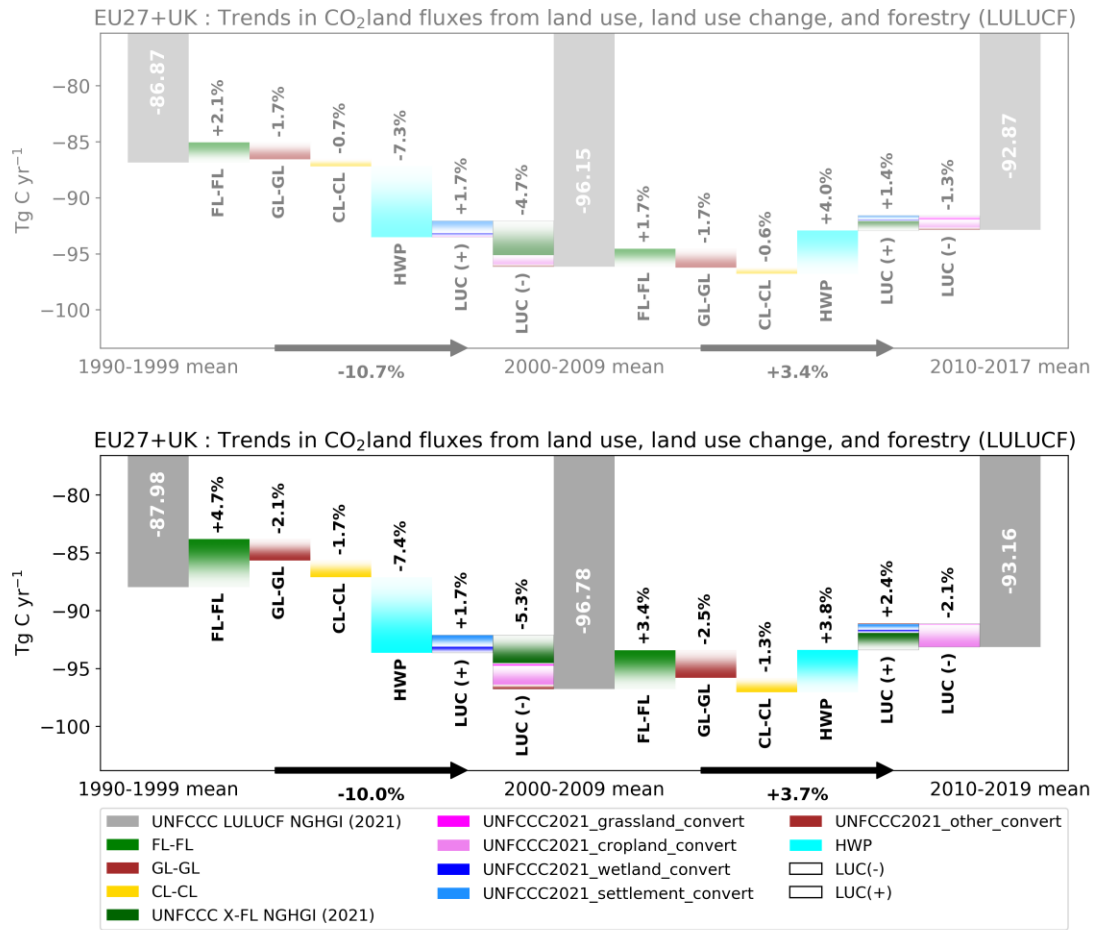 EU27+UK : Trends in CO₂land fluxes from land use, land use change, and forestry (LULUCF)
Tg C yr⁻¹
−80
−85
−90
−95
−100
-86.87
+2.1%
FL-FL
-1.7%
GL-GL
-0.7%
CL-CL
-7.3%
HWP
+1.7%
LUC (+)
-4.7%
LUC (-)
-96.15
+1.7%
FL-FL
-1.7%
GL-GL
-0.6%
CL-CL
+4.0%
HWP
+1.4%
LUC (+)
-1.3%
LUC (-)
-92.87
1990-1999 mean
-10.7%
2000-2009 mean
+3.4%
2010-2017 mean
EU27+UK : Trends in CO₂land fluxes from land use, land use change, and forestry (LULUCF)
Tg C yr⁻¹
−80
−85
−90
−95
−100
-87.98
+4.7%
FL-FL
-2.1%
GL-GL
-1.7%
CL-CL
-7.4%
HWP
+1.7%
LUC (+)
-5.3%
LUC (-)
-96.78
+3.4%
FL-FL
-2.5%
GL-GL
-1.3%
CL-CL
+3.8%
HWP
+2.4%
LUC (+)
-2.1%
LUC (-)
-93.16
1990-1999 mean
-10.0%
2000-2009 mean
+3.7%
2010-2019 mean
UNFCCC LULUCF NGHGI (2021)
FL-FL
GL-GL
CL-CL
UNFCCC X-FL NGHGI (2021)
UNFCCC2021_grassland_convert
UNFCCC2021_cropland_convert
UNFCCC2021_wetland_convert
UNFCCC2021_settlement_convert
UNFCCC2021_other_convert
HWP
LUC(-)
LUC(+)